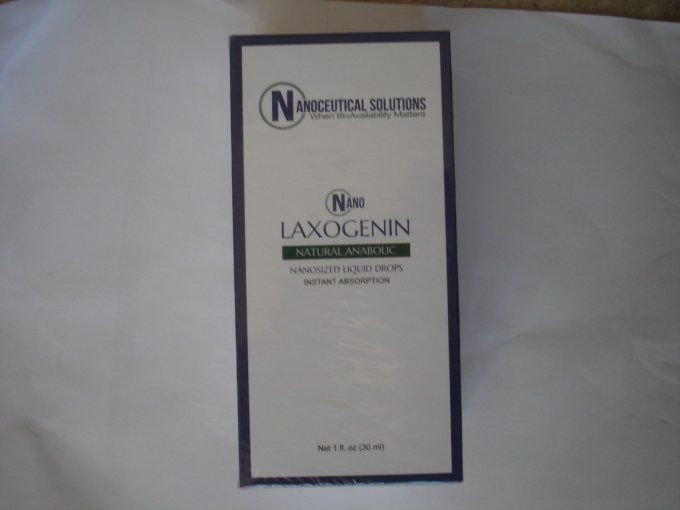 NANOCEUTICAL SOLUTIONS
When BioAvailability Matters
NANO
LAXOGENIN
NATURAL ANABOLIC
NANOSIZED LIQUID DROPS
INSTANT ABSORPTION
Net 1 fl. oz (30 ml)